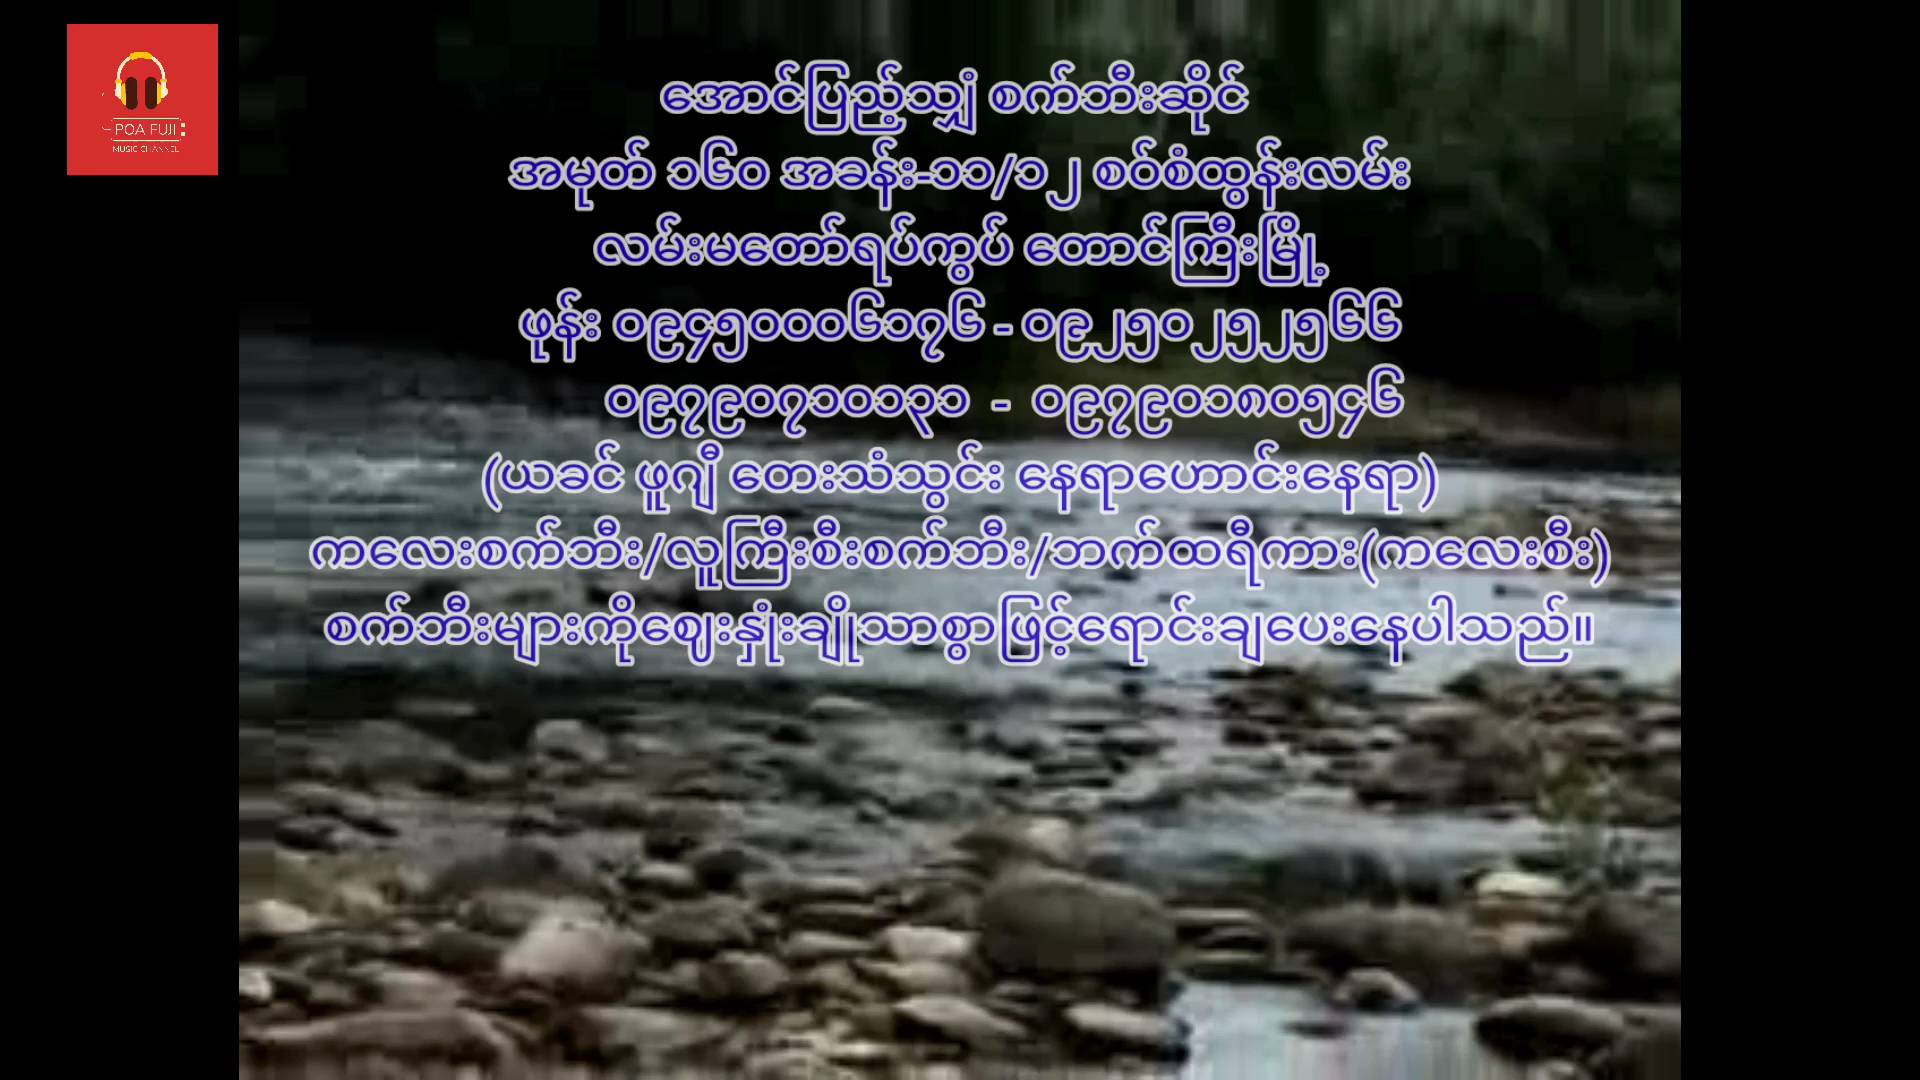 POA FUJI
MUSIC CHANNEL
အောင်ပြည့်သျှံ စက်ဘီးဆိုင်
အမုတ် ၁၆၀ အခန်း-၁၁/၁၂ စဝ်စံထွန်းလမ်း
လမ်းမတော်ရပ်ကွပ် တောင်ကြီးမြို့
ဖုန်း ၀၉၄၅၀၀၀၆၁၇၆ - ၀၉၂၅၀၂၅၂၅၆၆
၀၉၇၉၀၇၁၀၁၃၁ - ၀၉၇၉၀၁၈၀၅၄၆
(ယခင် ဖူဂျီ တေးသံသွင်း နေရာဟောင်းနေရာ)
ကလေးစက်ဘီး/လူကြီးစီးစက်ဘီး/ဘက်ထရီကား(ကလေးစီး)
စက်ဘီးများကိုဈေးနှုံးချိုသာစွာဖြင့်ရောင်းချပေးနေပါသည်။